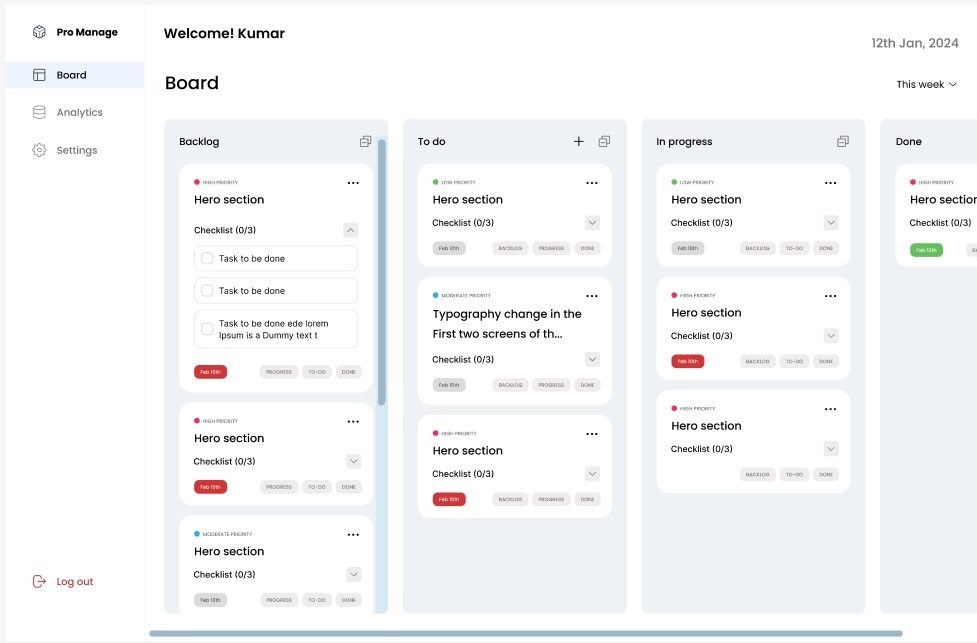 Pro Manage
Board
Analytics
Settings
Log out
Welcome! Kumar
12th Jan, 2024
Board
This week
Backlog
HIGH PRIORITY
Hero section
Checklist (0/3)
Task to be done
Task to be done
Task to be done ede lorem
Ipsum is a Dummy text t
Feb 10th PROGRESS TO-DO DONE
HIGH PRIORITY
Hero section
Checklist (0/3)
Feb 10th PROGRESS TO-DO DONE
MODERATE PRIORITY
Hero section
Checklist (0/3)
Feb 10th PROGRESS TO-DO DONE
To do
LOW PRIORITY
Hero section
Checklist (0/3)
Feb 10th BACKLOG PROGRESS DONE
MODERATE PRIORITY
Typography change in the
First two screens of th...
Checklist (0/3)
Feb 10th BACKLOG PROGRESS DONE
HIGH PRIORITY
Hero section
Checklist (0/3)
Feb 10th BACKLOG PROGRESS DONE
In progress
LOW PRIORITY
Hero section
Checklist (0/3)
Feb 10th BACKLOG TO-DO DONE
HIGH PRIORITY
Hero section
Checklist (0/3)
Feb 10th BACKLOG TO-DO DONE
HIGH PRIORITY
Hero section
Checklist (0/3)
BACKLOG TO-DO DONE
Done
HIGH PRIORITY
Hero section
Checklist (0/3)
Feb 10th